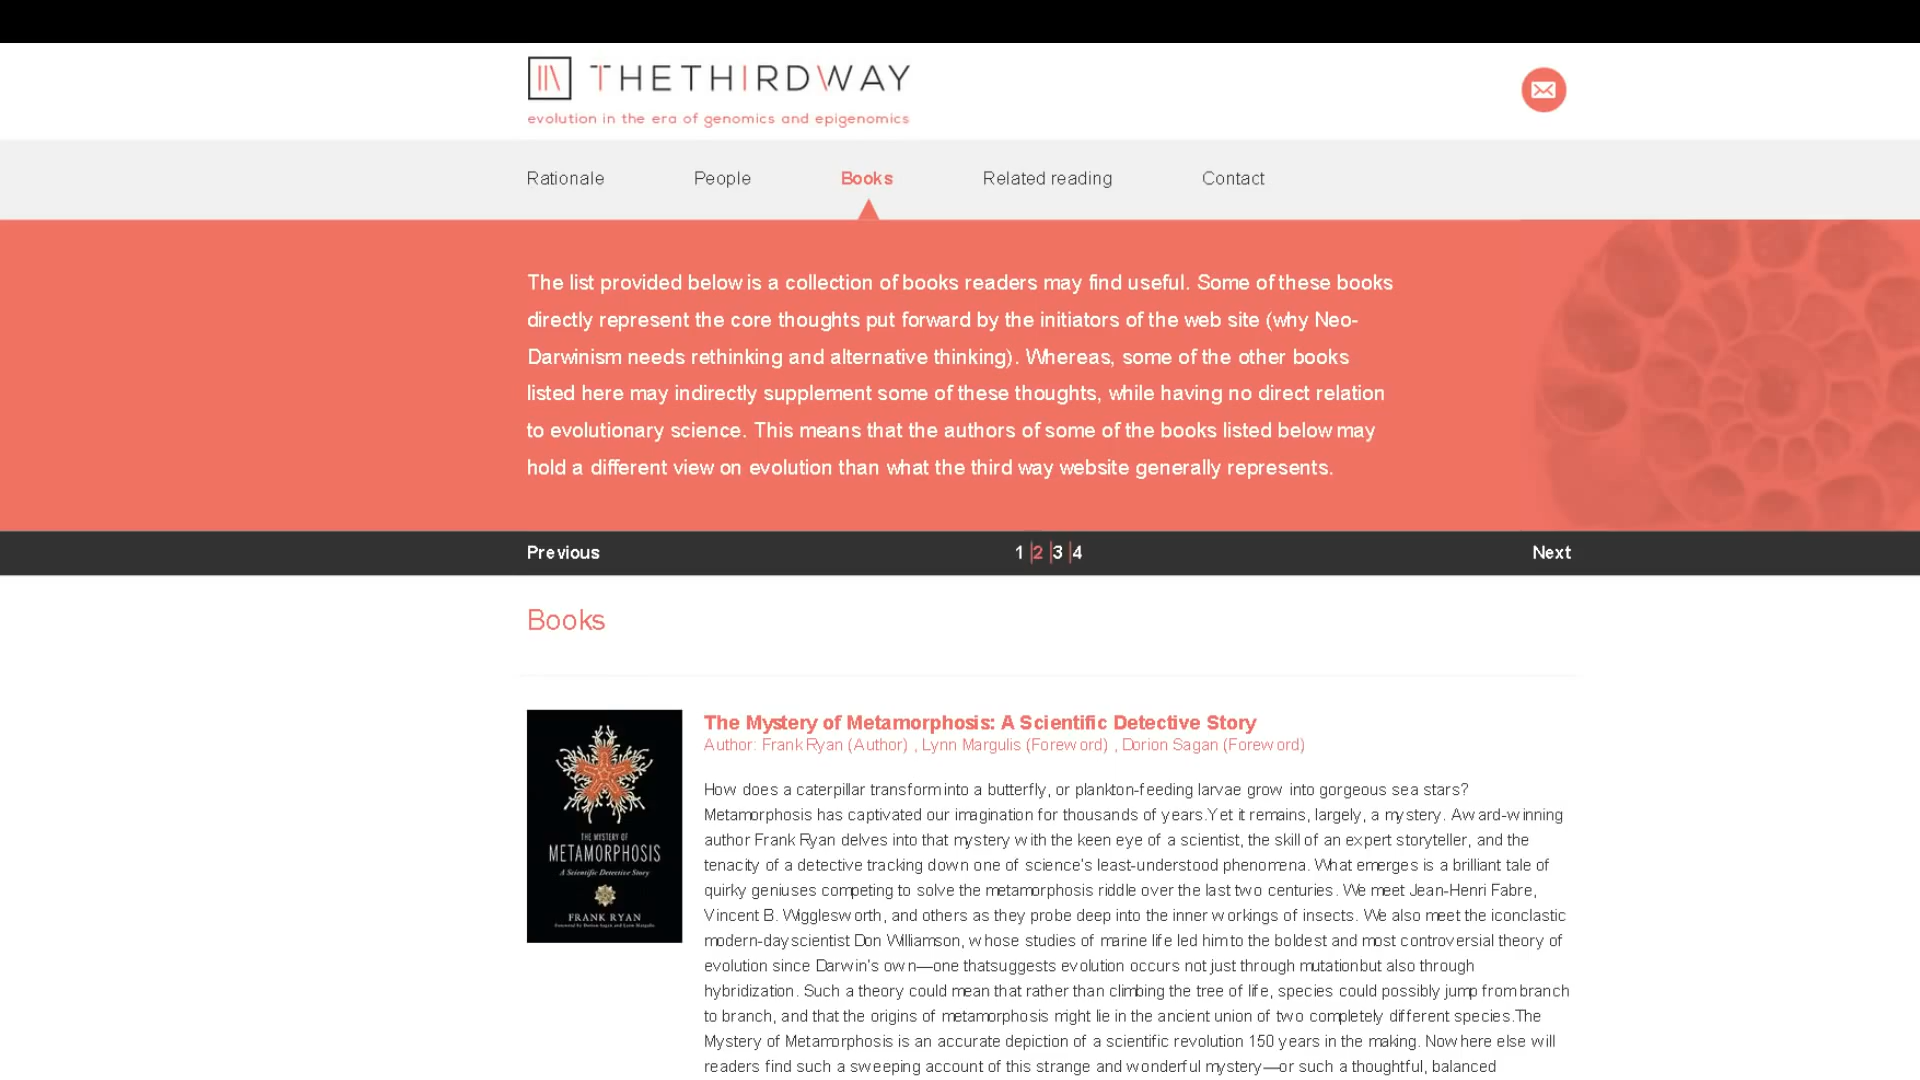 THETHIRDWAY
evolution in the era of genomics and epigenomics
Rationale People Books Related reading Contact
The list provided below is a collection of books readers may find useful. Some of these books
directly represent the core thoughts put forward by the initiators of the web site (why Neo-
Darwinism needs rethinking and alternative thinking). Whereas, some of the other books
listed here may indirectly supplement some of these thoughts, while having no direct relation
to evolutionary science. This means that the authors of some of the books listed below may
hold a different view on evolution than what the third way website generally represents.
Previous 1 |2 |3 |4 Next
Books
THE MYSTERY OF
METAMORPHOSIS
A Scientific Detective Story
FRANK RYAN
Foreword by Dorion Sagan and Lynn Margulis
The Mystery of Metamorphosis: A Scientific Detective Story
Author: Frank Ryan (Author) , Lynn Margulis (Foreword) , Dorion Sagan (Foreword)
How does a caterpillar transform into a butterfly, or plankton-feeding larvae grow into gorgeous sea stars?
Metamorphosis has captivated our imagination for thousands of years.Yet it remains, largely, a mystery. Award-winning
author Frank Ryan delves into that mystery with the keen eye of a scientist, the skill of an expert storyteller, and the
tenacity of a detective tracking down one of science's least-understood phenomena. What emerges is a brilliant tale of
quirky geniuses competing to solve the metamorphosis riddle over the last two centuries. We meet Jean-Henri Fabre,
Vincent B. Wigglesworth, and others as they probe deep into the inner workings of insects. We also meet the iconclastic
modern-day scientist Don Williamson, whose studies of marine life led him to the boldest and most controversial theory of
evolution since Darwin's own—one thatsuggests evolution occurs not just through mutationbut also through
hybridization. Such a theory could mean that rather than climbing the tree of life, species could possibly jump from branch
to branch, and that the origins of metamorphosis might lie in the ancient union of two completely different species.The
Mystery of Metamorphosis is an accurate depiction of a scientific revolution 150 years in the making. Nowhere else will
readers find such a sweeping account of this strange and wonderful mystery—or such a thoughtful, balanced